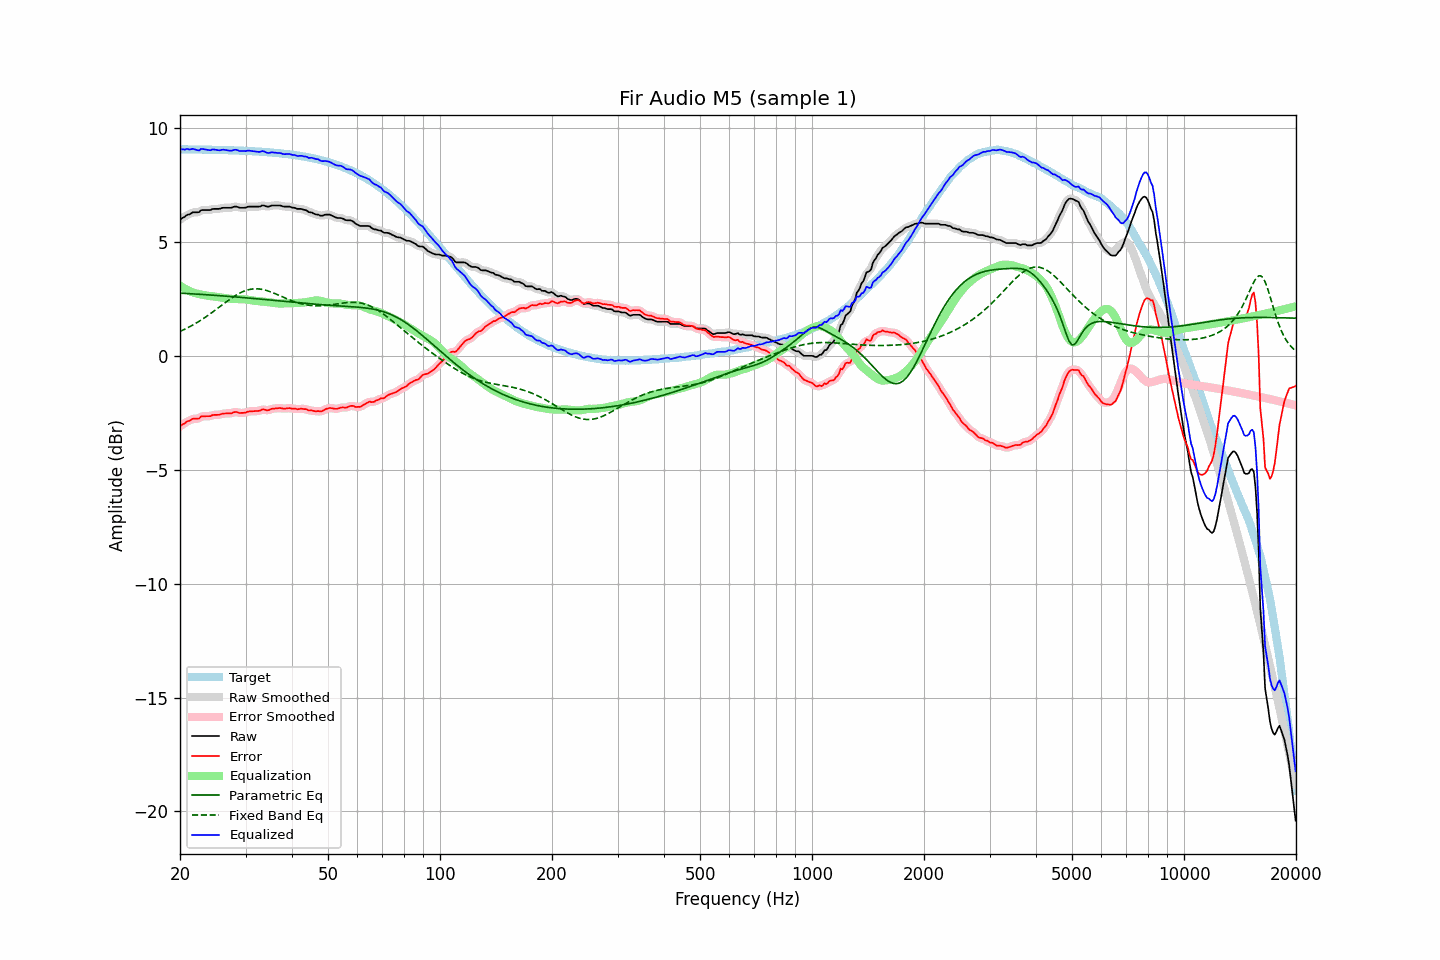 Fir Audio M5 (sample 1)
Amplitude (dBr)
10
5
0
−5
−10
−15
−20
Target
Raw Smoothed
Error Smoothed
Raw
Error
Equalization
Parametric Eq
Fixed Band Eq
Equalized
20 50 100 200 500 1000 2000 5000 10000 20000
Frequency (Hz)